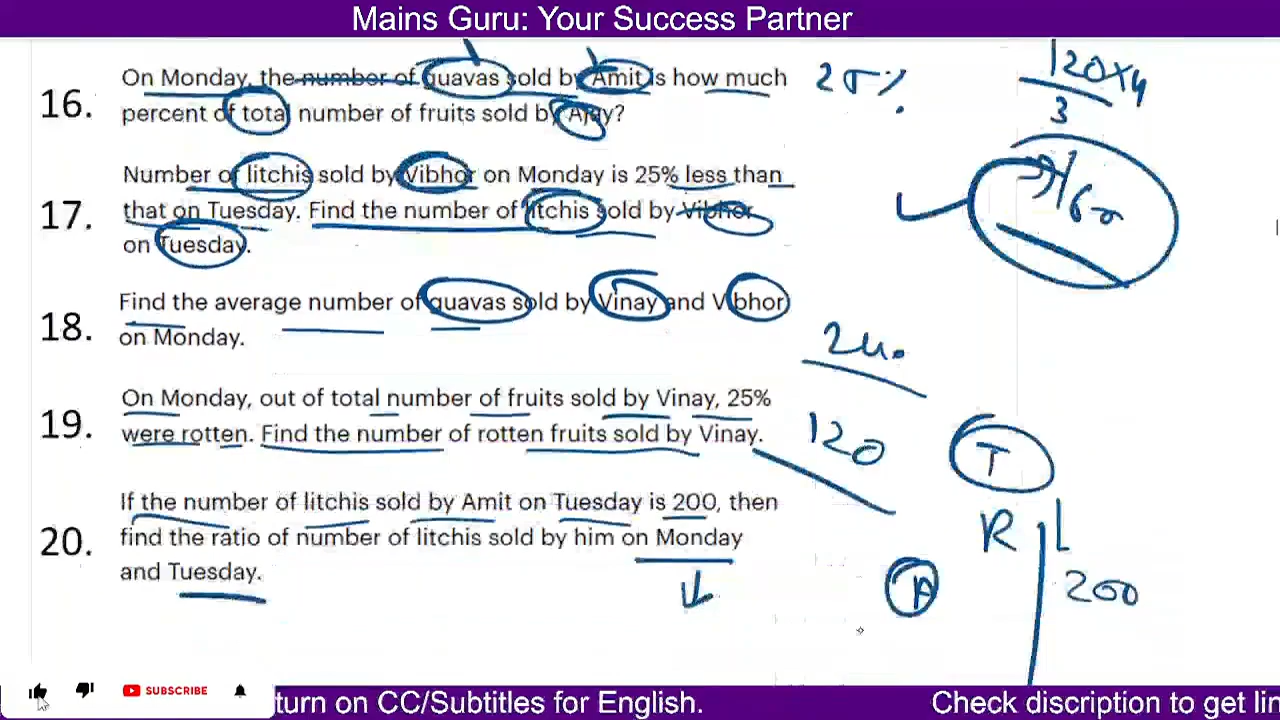 Mains Guru: Your Success Partner
16. On Monday, the number of guavas sold by Amit is how much
percent of total number of fruits sold by Ajay?
25%
120×4
3
160
17. Number of litchis sold by Vibhor on Monday is 25% less than
that on Tuesday. Find the number of litchis sold by Vibhor
on Tuesday.
18. Find the average number of guavas sold by Vinay and Vibhor
on Monday.
240
19. On Monday, out of total number of fruits sold by Vinay, 25%
were rotten. Find the number of rotten fruits sold by Vinay.
120
T
20. If the number of litchis sold by Amit on Tuesday is 200, then
find the ratio of number of litchis sold by him on Monday
and Tuesday.
R L
A 200
SUBSCRIBE
turn on CC/Subtitles for English. Check discription to get lin